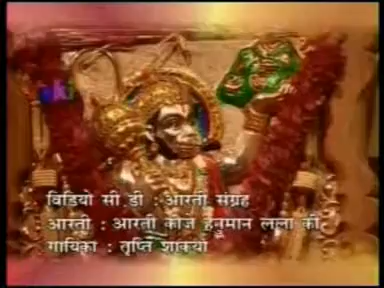 विडियो सी डी : आरती संग्रह
आरती : आरती कीजे हनुमान लला की
गायिका : तृप्ति शाक्या